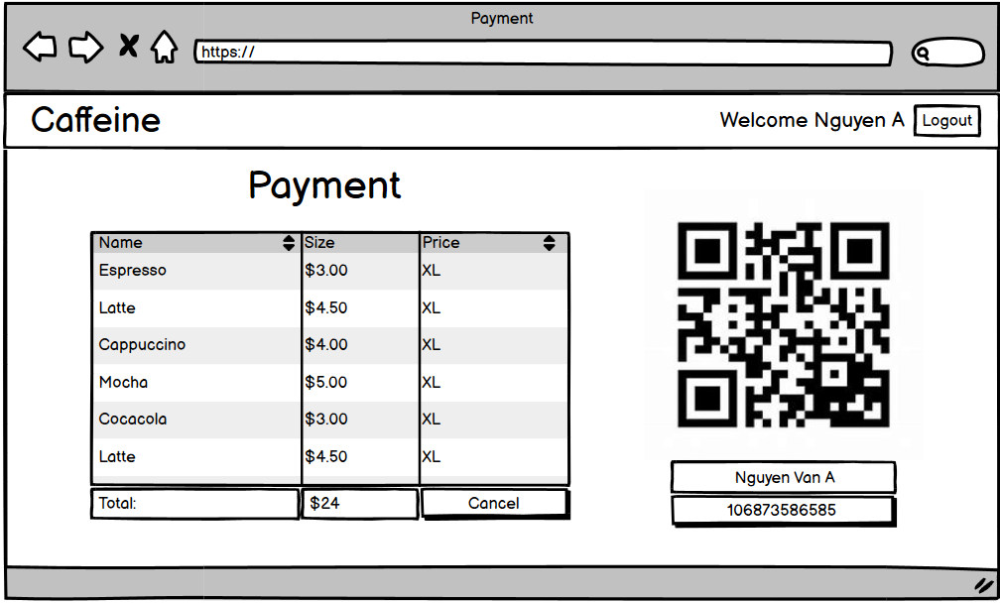 Payment
https://
Caffeine
Welcome Nguyen A
Logout
Payment
Name Size Price
Espresso $3.00 XL
Latte $4.50 XL
Cappuccino $4.00 XL
Mocha $5.00 XL
Cocacola $3.00 XL
Latte $4.50 XL
Total: $24 Cancel
Nguyen Van A
106873586585